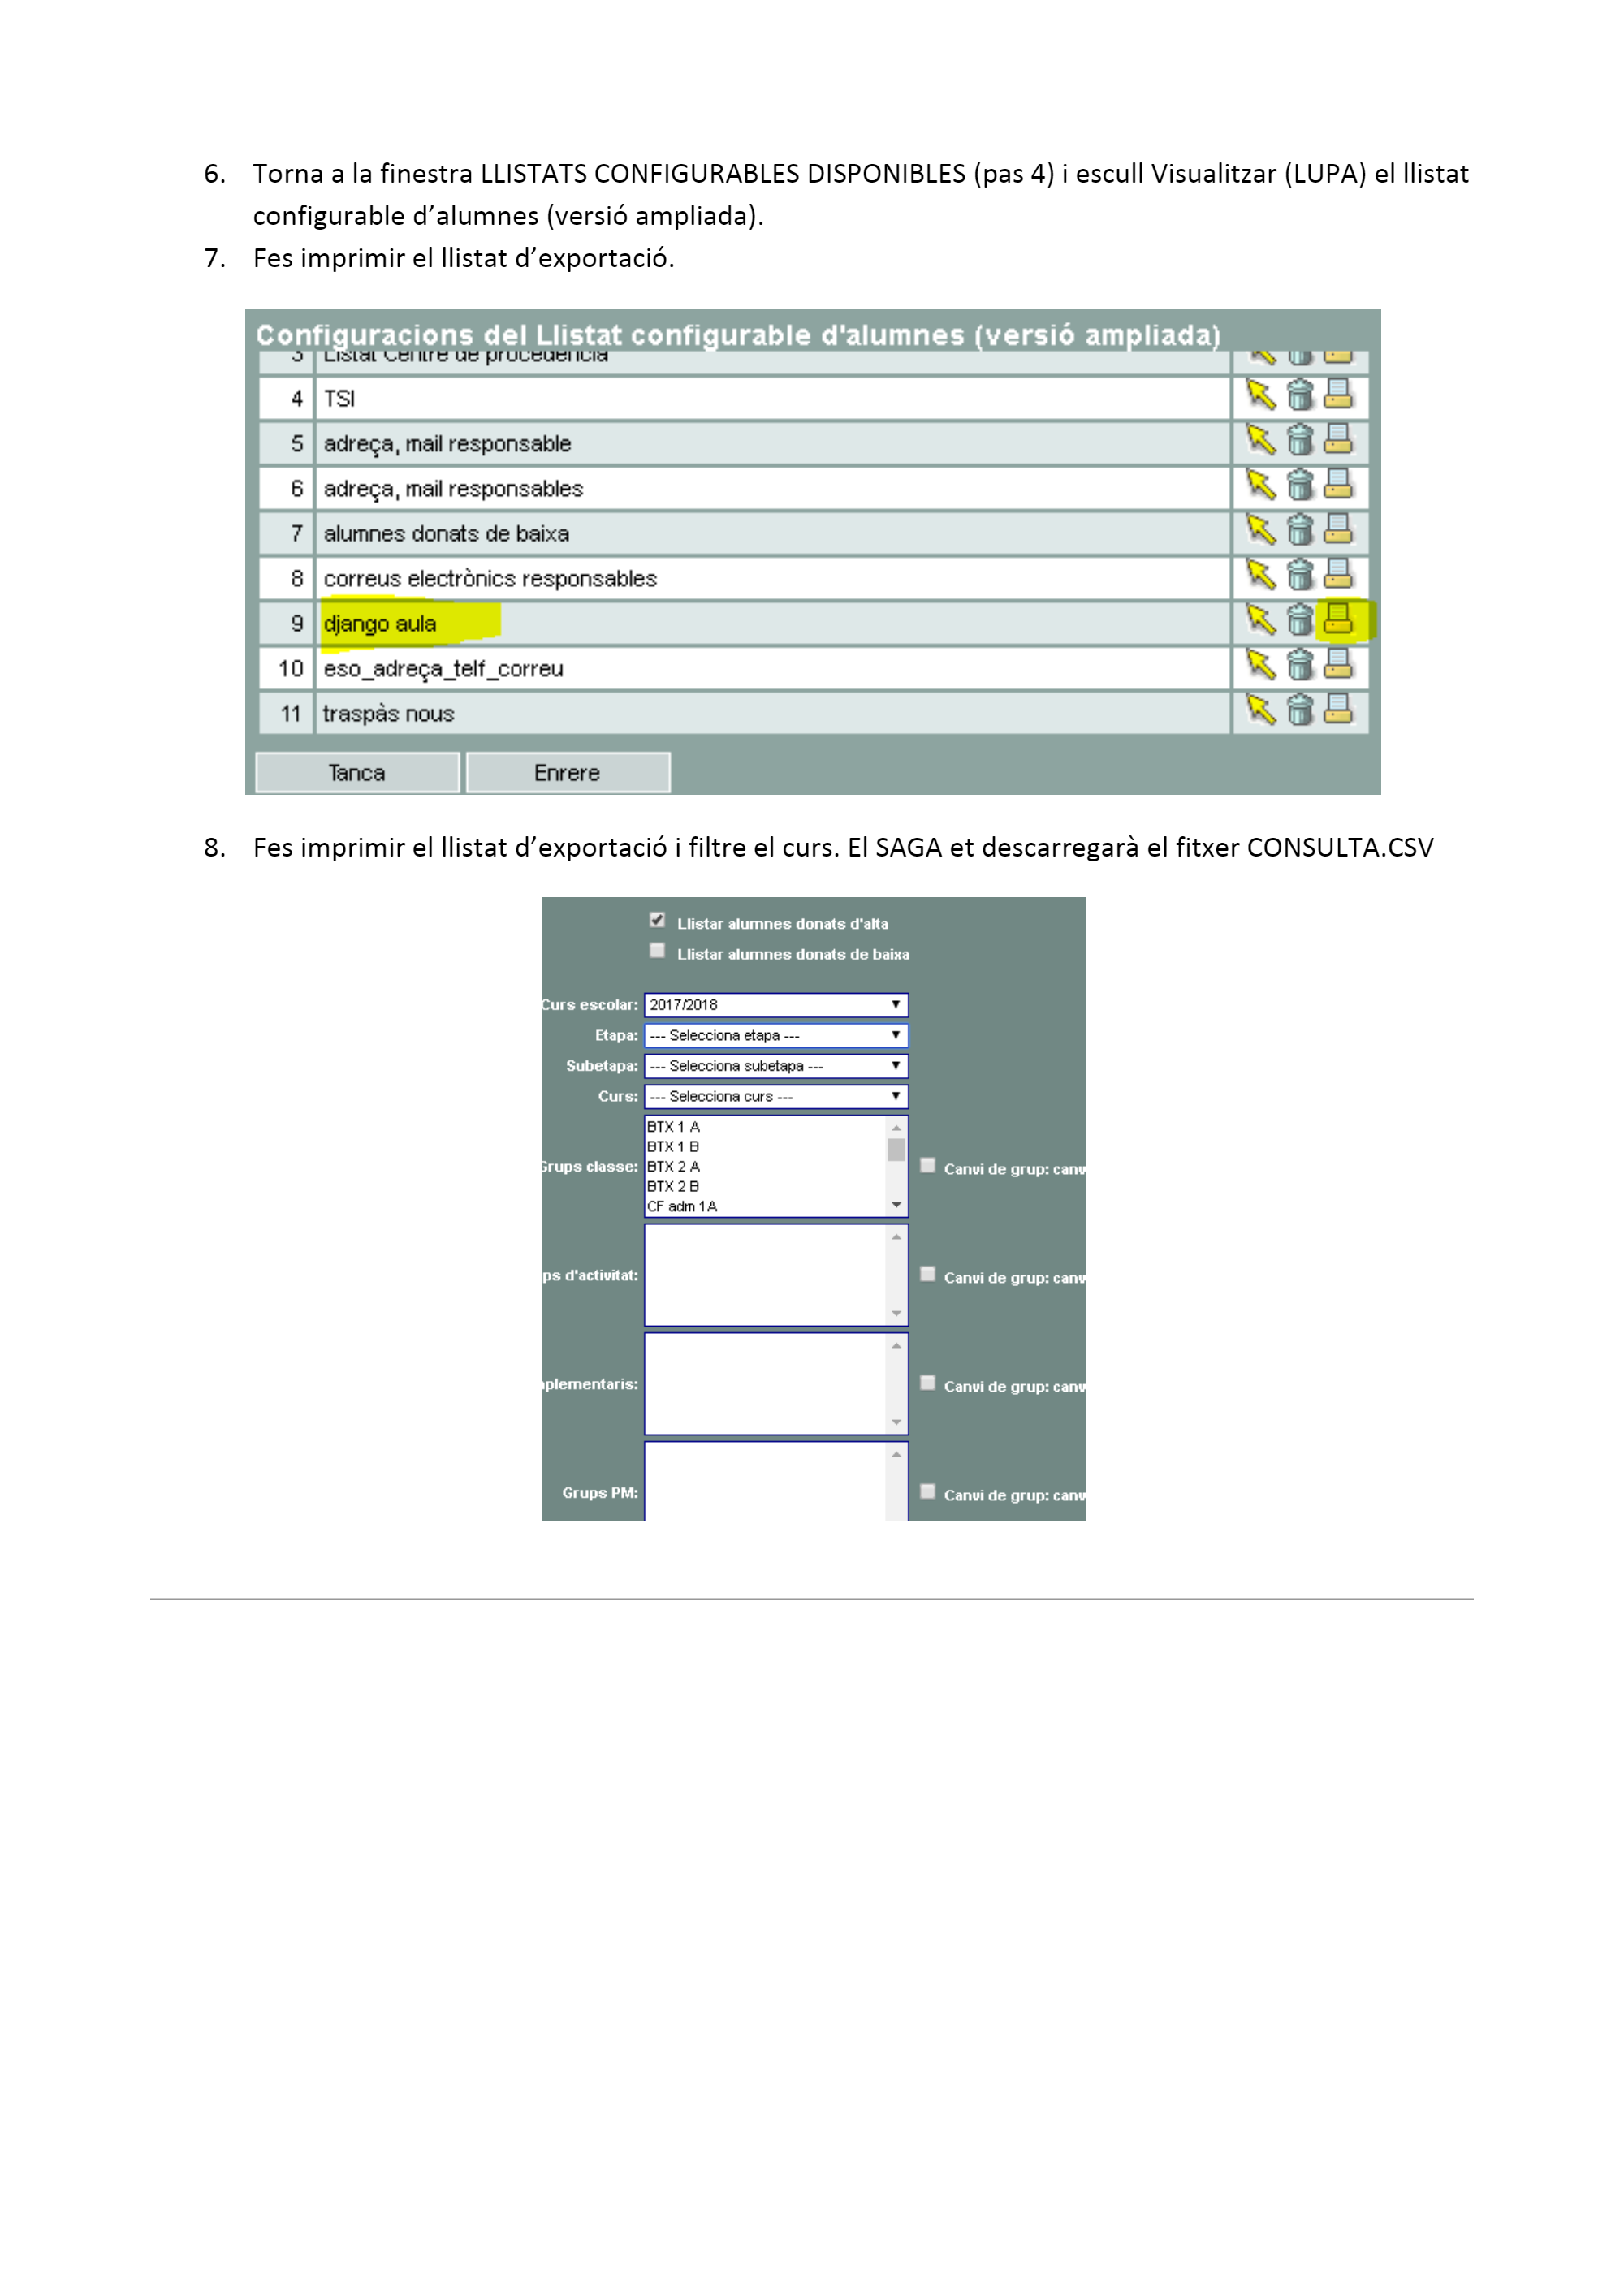 6. Torna a la finestra LLISTATS CONFIGURABLES DISPONIBLES (pas 4) i escull Visualitzar (LUPA) el llistat
configurable d’alumnes (versió ampliada).
7. Fes imprimir el llistat d’exportació.
Configuracions del Llistat configurable d'alumnes (versió ampliada)
3 Llistat Centre de procedència
4 TSI
5 adreça, mail responsable
6 adreça, mail responsables
7 alumnes donats de baixa
8 correus electrònics responsables
9 django aula
10 eso_adreça_telf_correu
11 traspàs nous
Tanca Enrere
8. Fes imprimir el llistat d’exportació i filtre el curs. El SAGA et descarregarà el fitxer CONSULTA.CSV
Llistar alumnes donats d'alta
Llistar alumnes donats de baixa
Curs escolar: 2017/2018
Etapa: --- Selecciona etapa ---
Subetapa: --- Selecciona subetapa ---
Curs: --- Selecciona curs ---
BTX 1 A
BTX 1 B
Grups classe: BTX 2 A Canvi de grup: canv
BTX 2 B
CF adm 1A
ps d'activitat: Canvi de grup: canv
plementaris: Canvi de grup: canv
Grups PM: Canvi de grup: canv